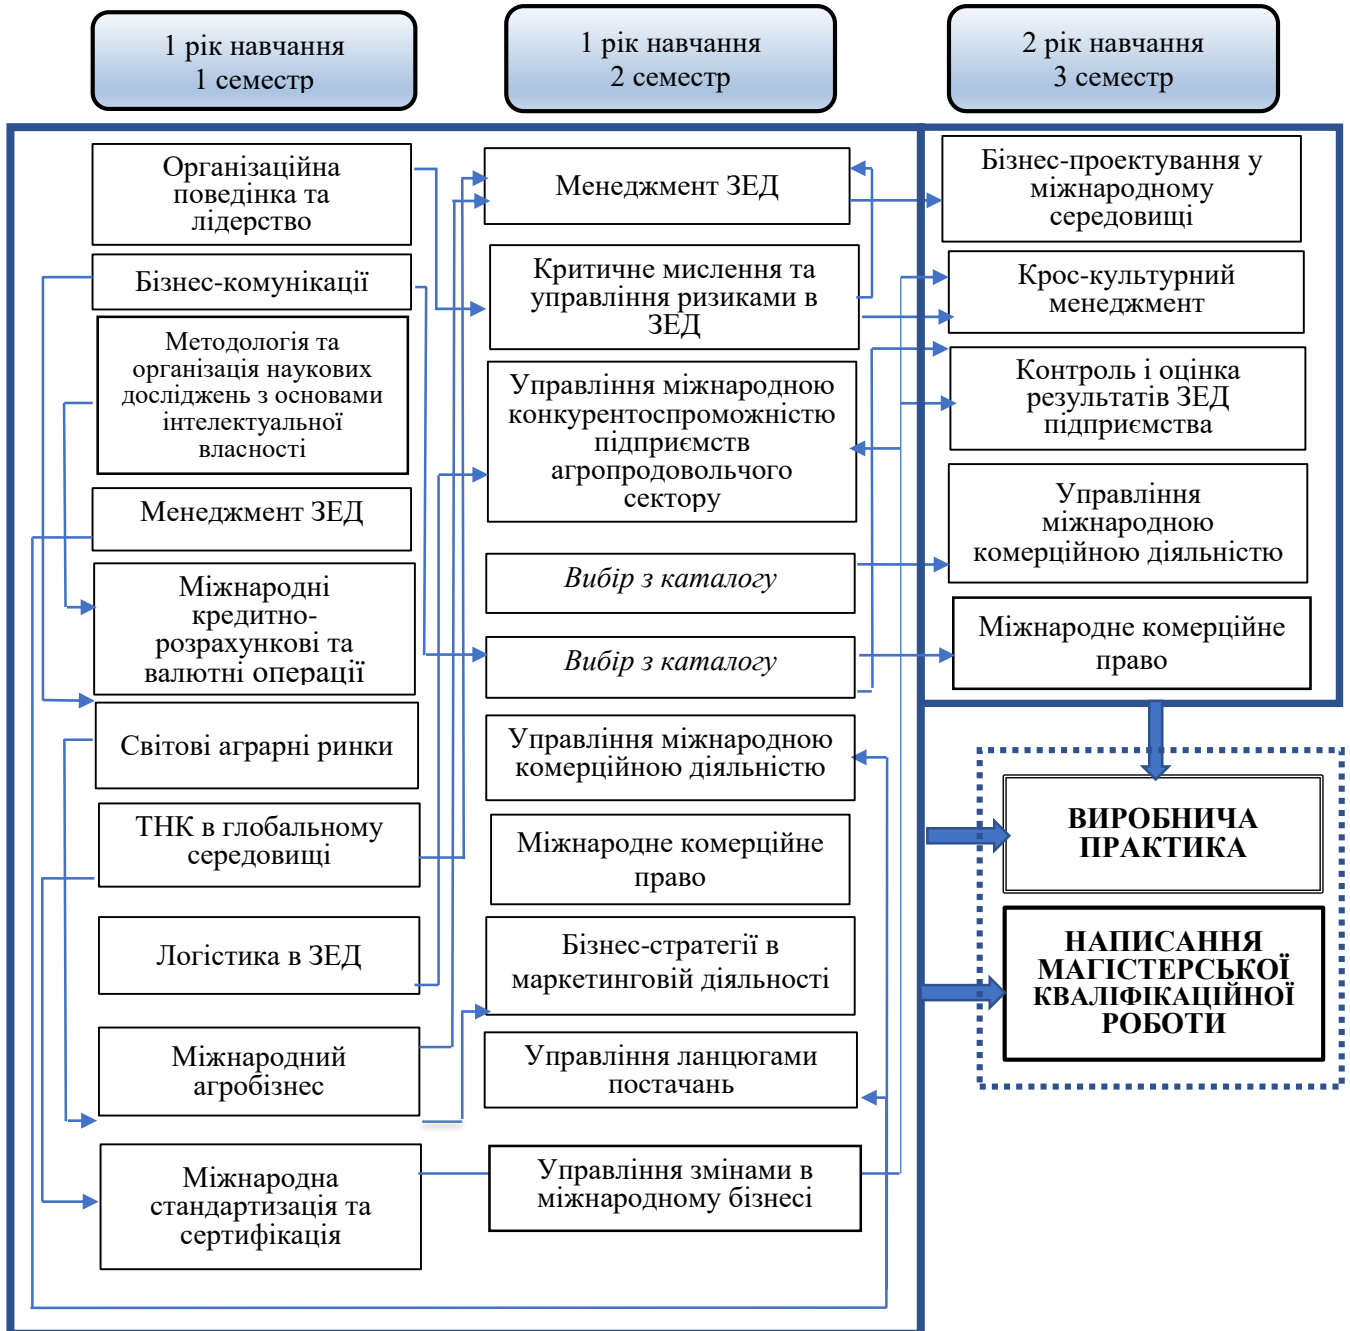 1 рік навчання
1 семестр
1 рік навчання
2 семестр
2 рік навчання
3 семестр
Організаційна
поведінка та
лідерство
Бізнес-комунікації
Методологія та
організація наукових
досліджень з основами
інтелектуальної
власності
Менеджмент ЗЕД
Міжнародні
кредитно-
розрахункові та
валютні операції
Світові аграрні ринки
ТНК в глобальному
середовищі
Логістика в ЗЕД
Міжнародний
агробізнес
Міжнародна
стандартизація та
сертифікація
Менеджмент ЗЕД
Критичне мислення та
управління ризиками в
ЗЕД
Управління міжнародною
конкурентоспроможністю
підприємств
агропродовольчого
сектору
Вибір з каталогу
Вибір з каталогу
Управління міжнародною
комерційною діяльністю
Міжнародне комерційне
право
Бізнес-стратегії в
маркетинговій діяльності
Управління ланцюгами
постачань
Управління змінами в
міжнародному бізнесі
Бізнес-проектування у
міжнародному
середовищі
Крос-культурний
менеджмент
Контроль і оцінка
результатів ЗЕД
підприємства
Управління
міжнародною
комерційною діяльністю
Міжнародне комерційне
право
ВИРОБНИЧА
ПРАКТИКА
НАПИСАННЯ
МАГІСТЕРСЬКОЇ
КВАЛІФІКАЦІЙНОЇ
РОБОТИ